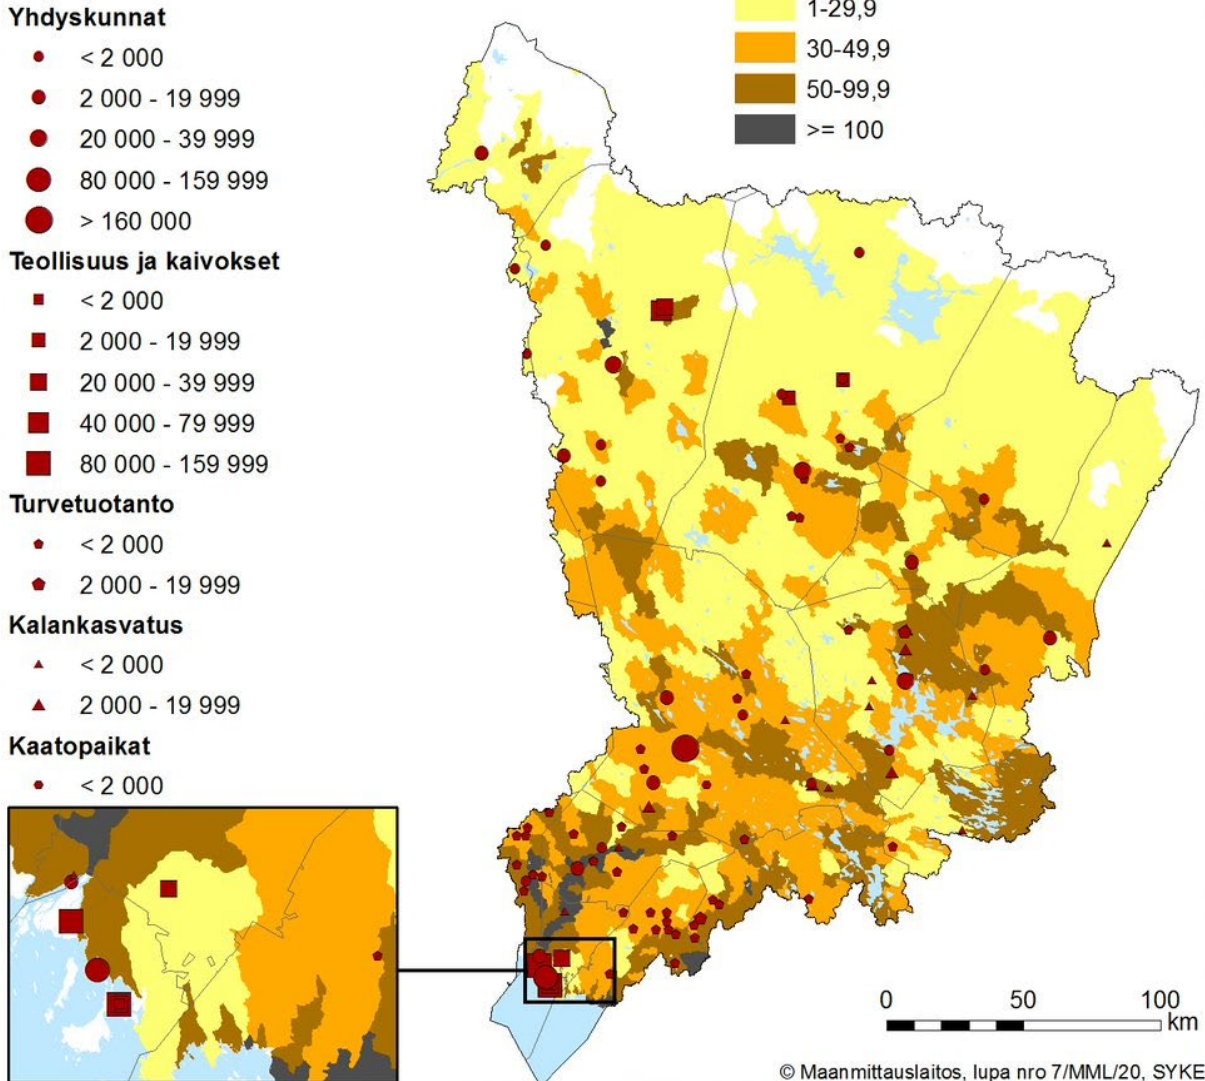 Yhdyskunnat
< 2 000
2 000 - 19 999
20 000 - 39 999
80 000 - 159 999
> 160 000
Teollisuus ja kaivokset
< 2 000
2 000 - 19 999
20 000 - 39 999
40 000 - 79 999
80 000 - 159 999
Turvetuotanto
< 2 000
2 000 - 19 999
Kalankasvatus
< 2 000
2 000 - 19 999
Kaatopaikat
< 2 000
1-29,9
30-49,9
50-99,9
>= 100
0 50 100
km
© Maanmittauslaitos, lupa nro 7/MML/20, SYKE